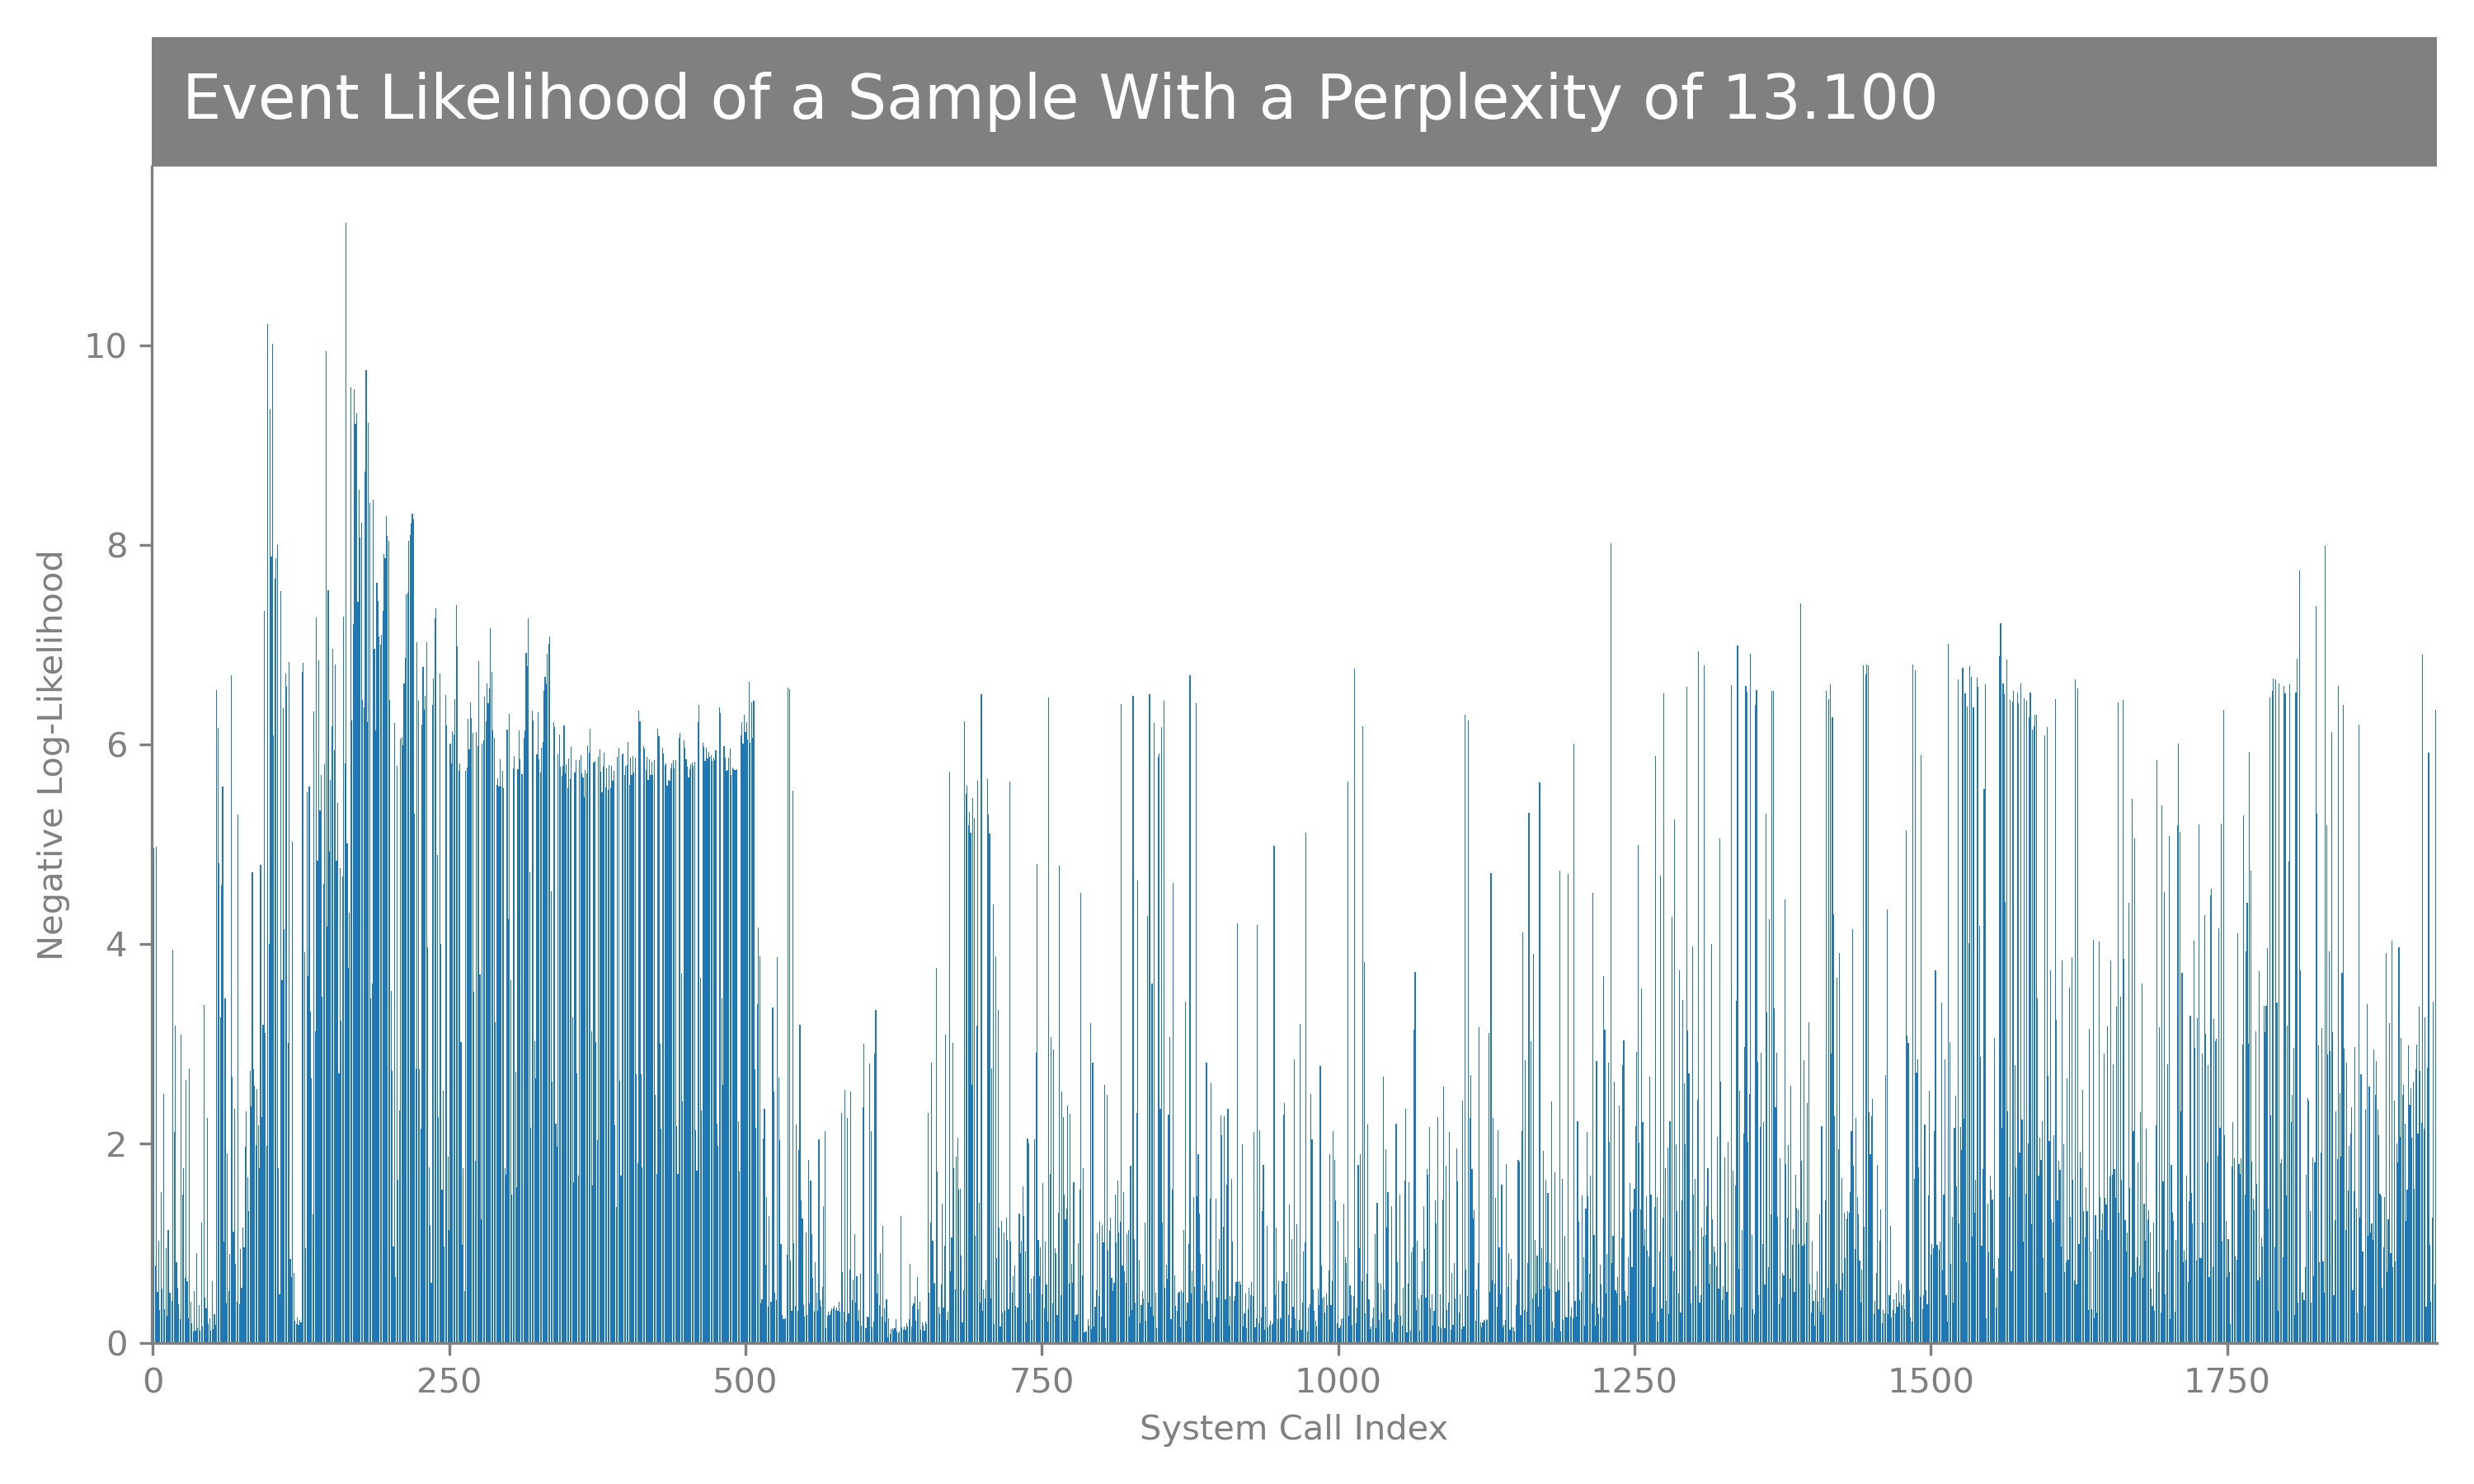 Event Likelihood of a Sample With a Perplexity of 13.100
Negative Log-Likelihood
10
8
6
4
2
0
0 250 500 750 1000 1250 1500 1750
System Call Index